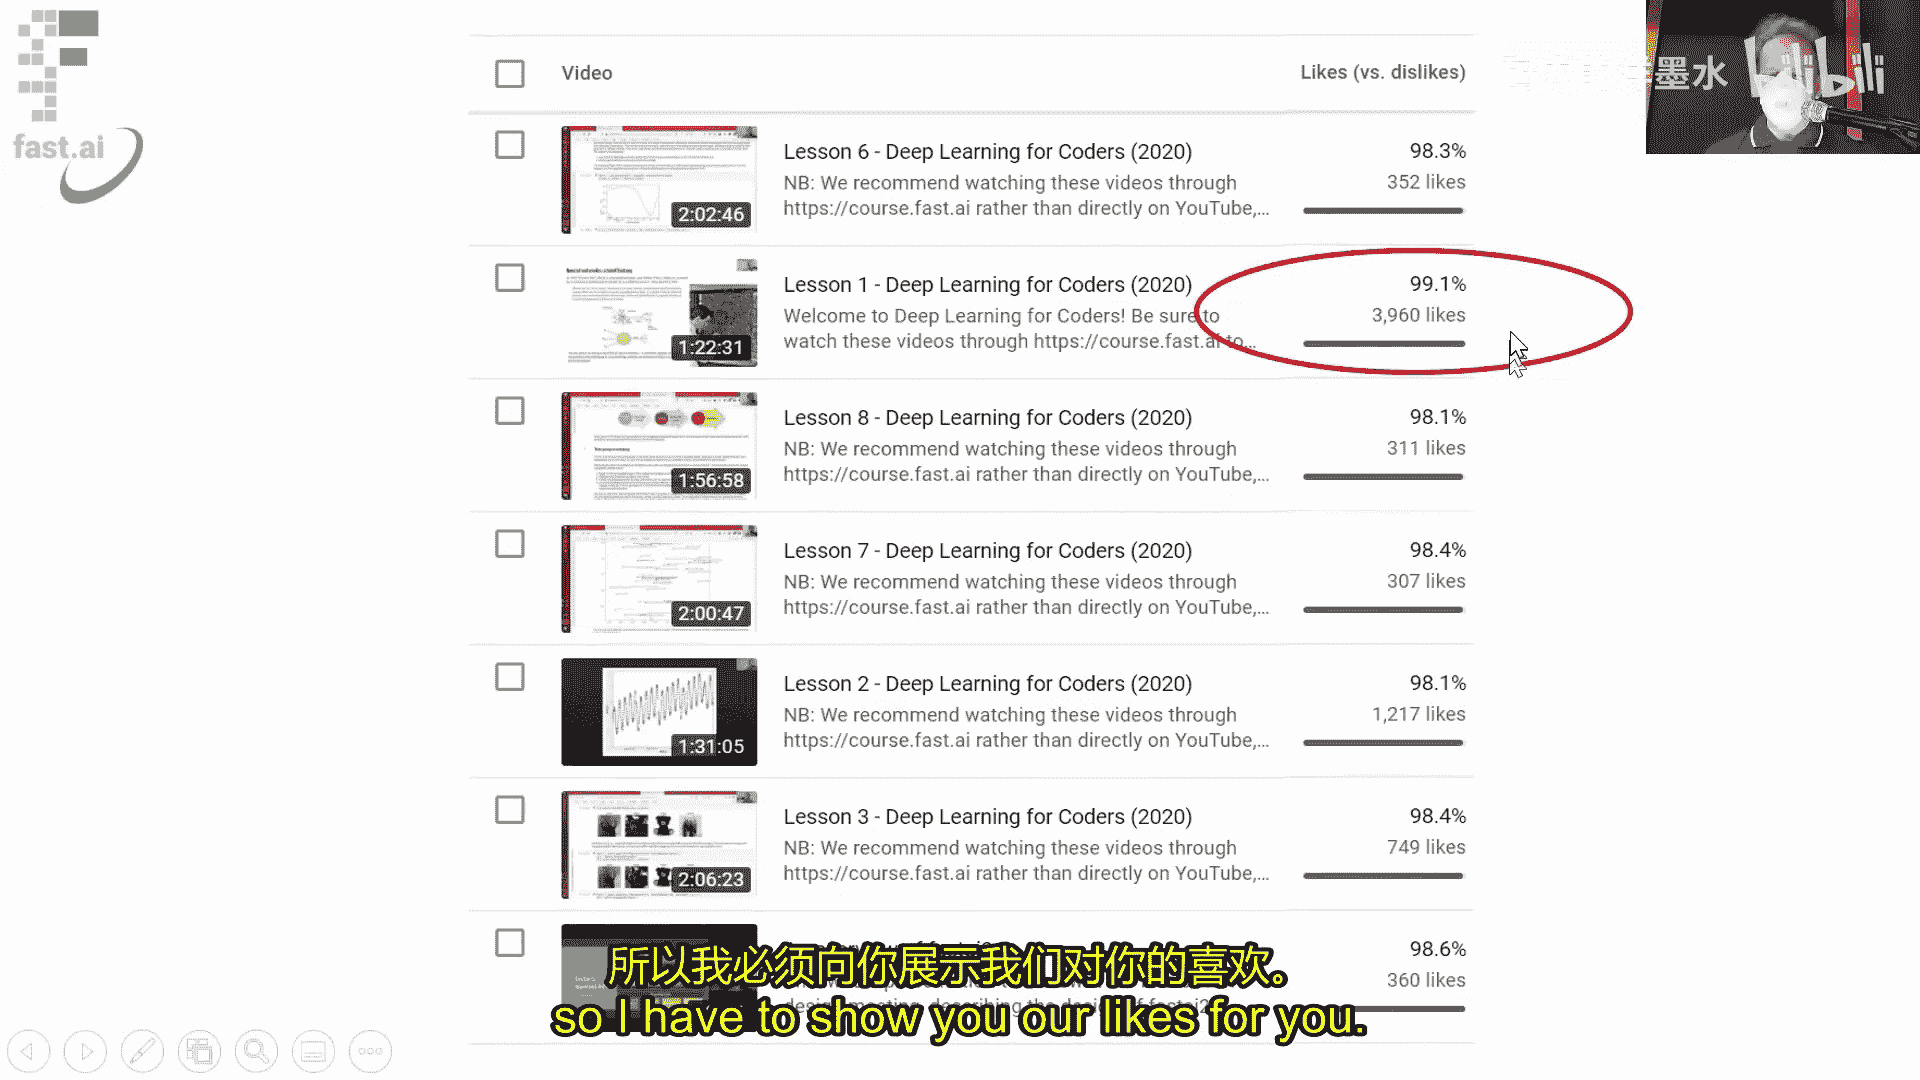 fast.ai
Video
Likes (vs. dislikes)
墨水
bilibili
Lesson 6 - Deep Learning for Coders (2020)
98.3%
NB: We recommend watching these videos through
352 likes
https://course.fast.ai rather than directly on YouTube,...
2:02:46
Lesson 1 - Deep Learning for Coders (2020)
99.1%
Welcome to Deep Learning for Coders! Be sure to
3,960 likes
watch these videos through https://course.fast.ai to...
1:22:31
Lesson 8 - Deep Learning for Coders (2020)
98.1%
NB: We recommend watching these videos through
311 likes
https://course.fast.ai rather than directly on YouTube,...
1:56:58
Lesson 7 - Deep Learning for Coders (2020)
98.4%
NB: We recommend watching these videos through
307 likes
https://course.fast.ai rather than directly on YouTube,...
2:00:47
Lesson 2 - Deep Learning for Coders (2020)
98.1%
NB: We recommend watching these videos through
1,217 likes
https://course.fast.ai rather than directly on YouTube,...
1:31:05
Lesson 3 - Deep Learning for Coders (2020)
98.4%
NB: We recommend watching these videos through
749 likes
https://course.fast.ai rather than directly on YouTube,...
2:06:23
98.6%
360 likes
所以我必须向你展示我们对你的喜欢。
so I have to show you our likes for you.